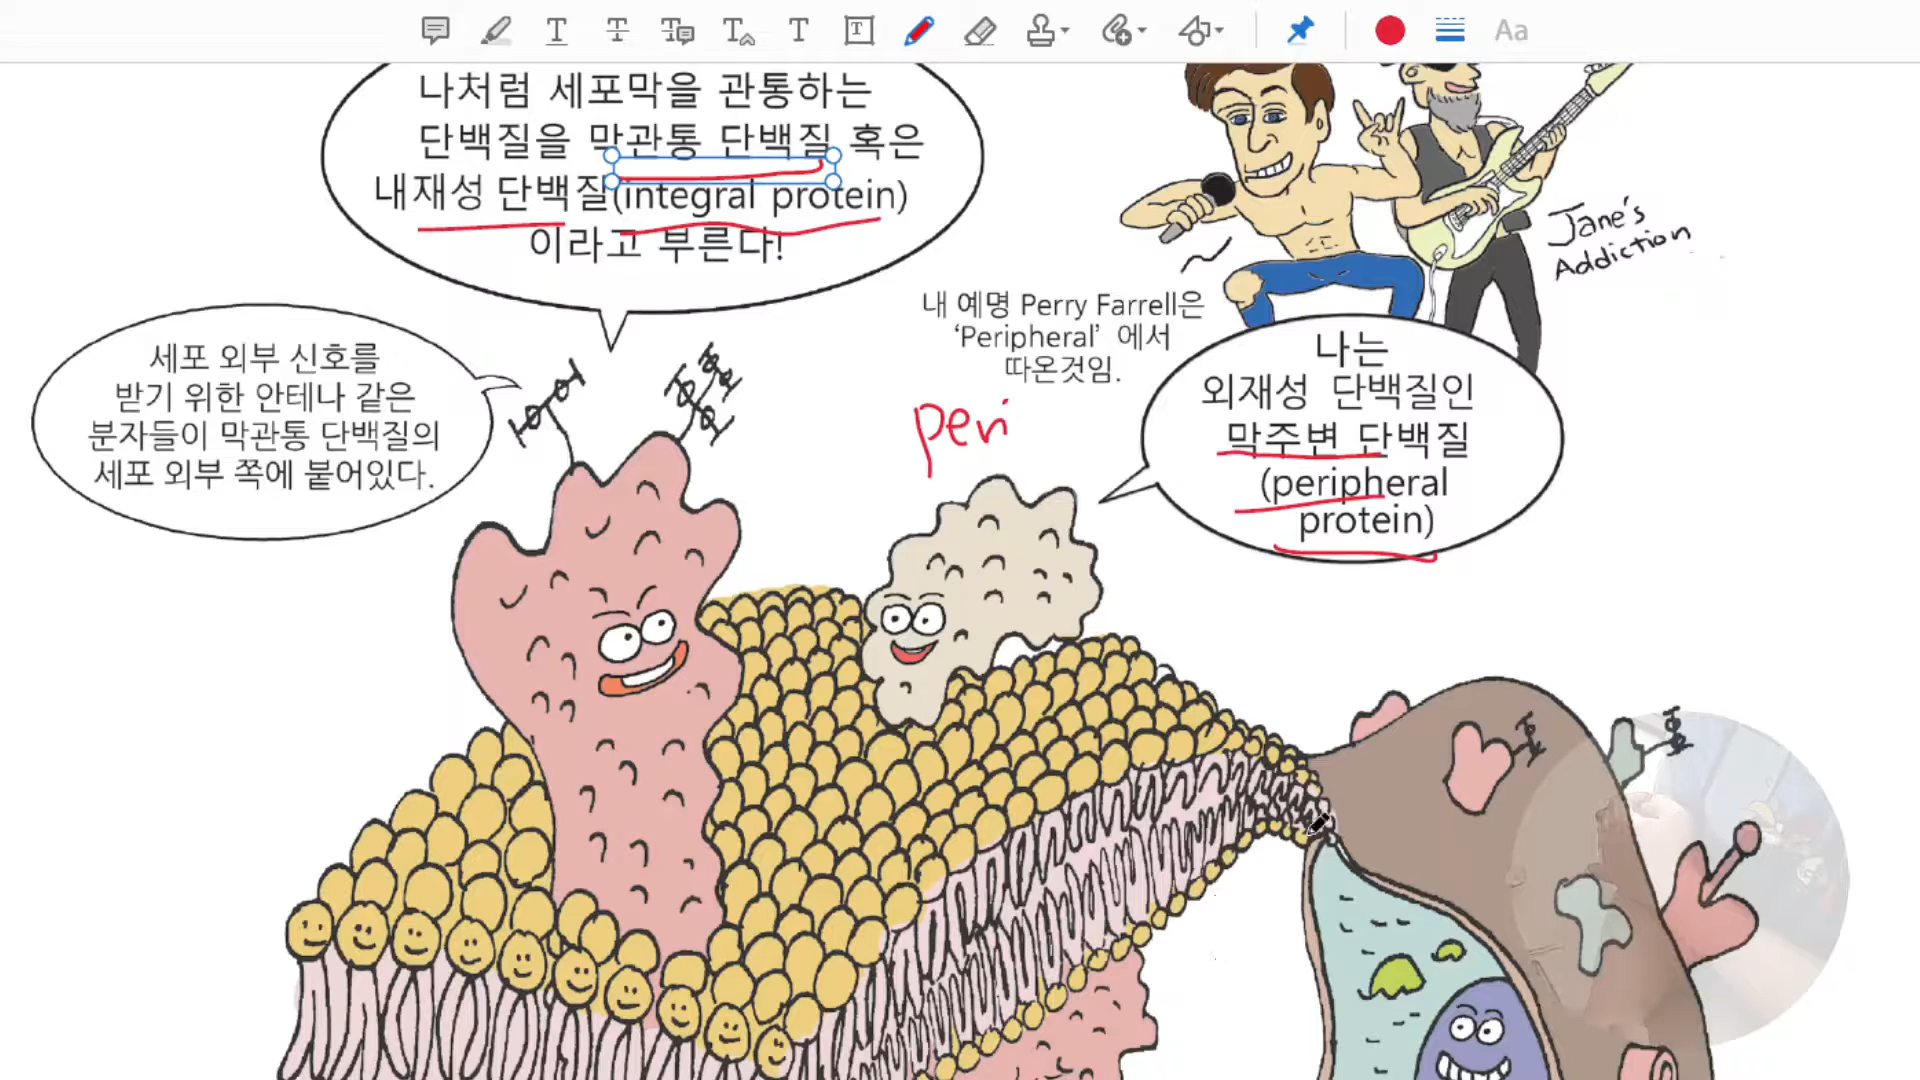 나처럼 세포막을 관통하는
단백질을 막관통 단백질 혹은
내재성 단백질(integral protein)
이라고 부른다!
Jane's
Addiction
내 예명 Perry Farrell은
‘Peripheral’ 에서
따온것임.
세포 외부 신호를
받기 위한 안테나 같은
분자들이 막관통 단백질의
세포 외부 쪽에 붙어있다.
나는
외재성 단백질인
막주변 단백질
(peripheral
protein)
peri
T
T
T
T
T
T
Aa